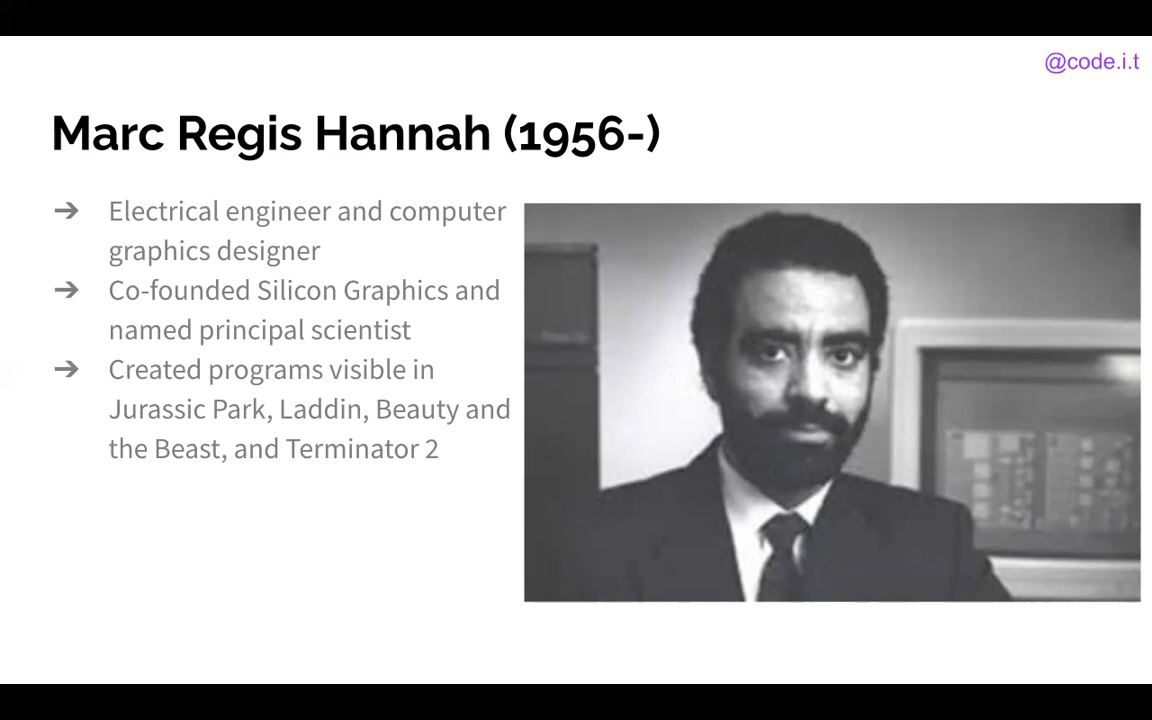 @code.i.t
Marc Regis Hannah (1956-)
➔ Electrical engineer and computer
graphics designer
➔ Co-founded Silicon Graphics and
named principal scientist
➔ Created programs visible in
Jurassic Park, Laddin, Beauty and
the Beast, and Terminator 2